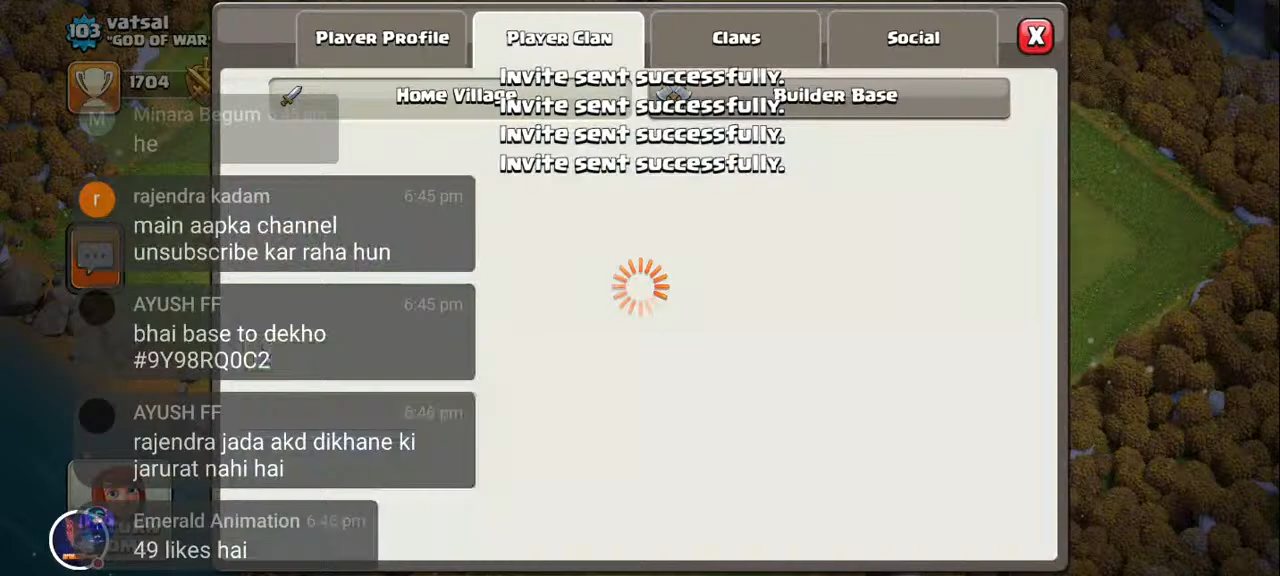 103 vatsal
"GOD OF WAR"
1704
Player Profile
Player Clan
Clans
Social
X
Home Village
Builder Base
Invite sent successfully.
Invite sent successfully.
Invite sent successfully.
Invite sent successfully.
M
Minara Begum 6:45 pm
he
r
rajendra kadam 6:45 pm
main aapka channel
unsubscribe kar raha hun
AYUSH FF 6:45 pm
bhai base to dekho
#9Y98RQ0C2
AYUSH FF 6:46 pm
rajendra jada akd dikhane ki
jarurat nahi hai
Emerald Animation 6:46 pm
49 likes hai